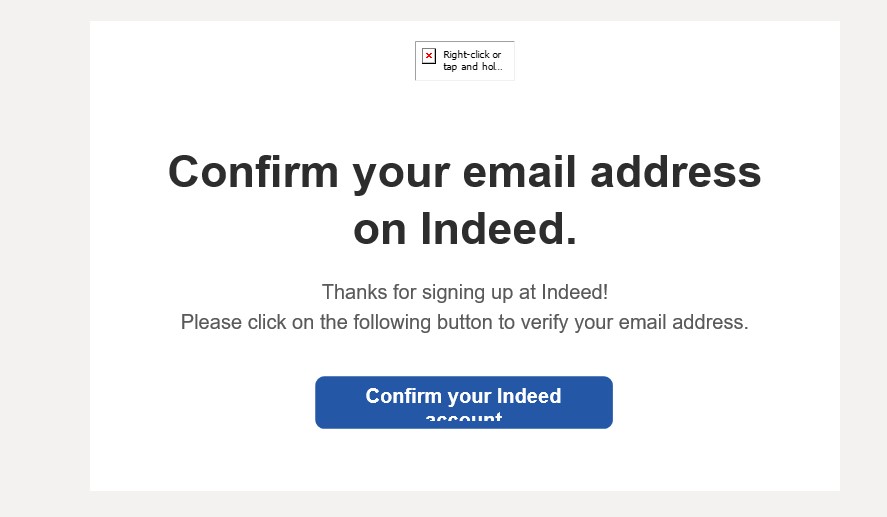 Right-click or
tap and hol...
Confirm your email address
on Indeed.
Thanks for signing up at Indeed!
Please click on the following button to verify your email address.
Confirm your Indeed
account